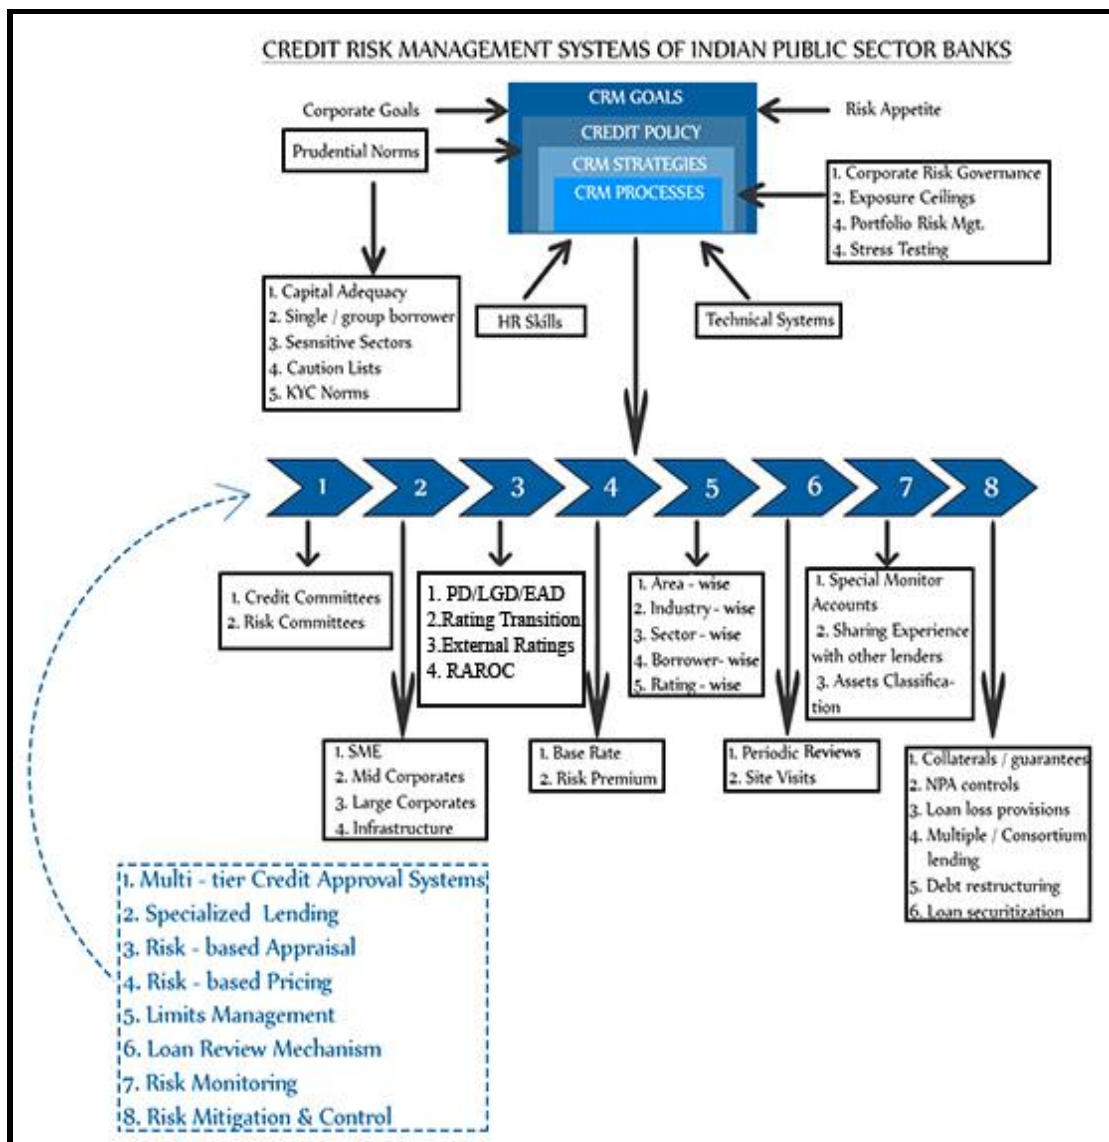 CREDIT RISK MANAGEMENT SYSTEMS OF INDIAN PUBLIC SECTOR BANKS
CRM GOALS
Corporate Goals
Risk Appetite
CREDIT POLICY
Prudential Norms
CRM STRATEGIES
CRM PROCESSES
1. Corporate Risk Governance
2. Exposure Ceilings
4. Portfolio Risk Mgt.
4. Stress Testing
1. Capital Adequacy
2. Single / group borrower
3. Sesnsitive Sectors
4. Caution Lists
5. KYC Norms
HR Skills
Technical Systems
1 2 3 4 5 6 7 8
1. Credit Committees
2. Risk Committees
1. PD/LGD/EAD
2.Rating Transition
3.External Ratings
4. RAROC
1. Area - wise
2. Industry - wise
3. Sector - wise
4. Borrower- wise
5. Rating - wise
1. Special Monitor
Accounts
2. Sharing Experience
with other lenders
3. Assets Classifica-
tion
1. SME
2. Mid Corporates
3. Large Corporates
4. Infrastructure
1. Base Rate
2. Risk Premium
1. Periodic Reviews
2. Site Visits
1. Collaterals / guarantees
2. NPA controls
3. Loan loss provisions
4. Multiple / Consortium
lending
5. Debt restructuring
6. Loan securitization
1. Multi - tier Credit Approval Systems
2. Specialized Lending
3. Risk - based Appraisal
4. Risk - based Pricing
5. Limits Management
6. Loan Review Mechanism
7. Risk Monitoring
8. Risk Mitigation & Control